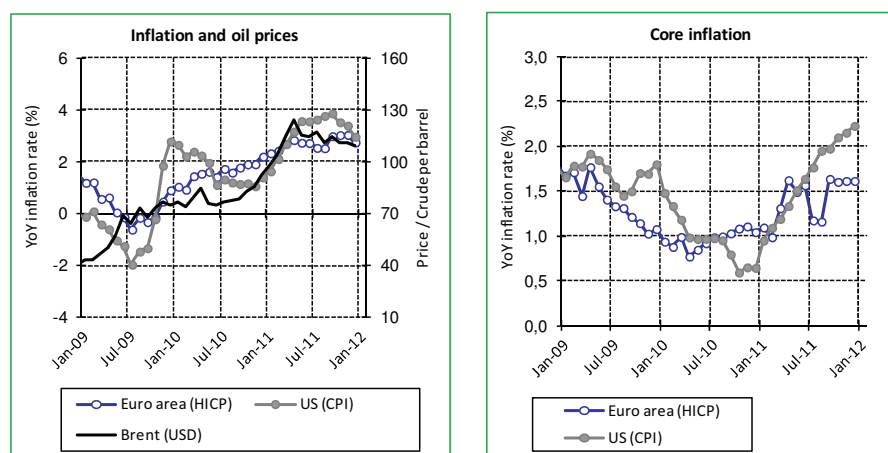 Inflation and oil prices
YoY inflation rate (%)
6
4
2
0
-2
-4
160
130
100
70
40
10
Price / Crude per barrel
Jan-09
Jul-09
Jan-10
Jul-10
Jan-11
Jul-11
Jan-12
Euro area (HICP)
US (CPI)
Brent (USD)
Core inflation
YoY inflation rate (%)
3,0
2,5
2,0
1,5
1,0
0,5
0,0
Jan-09
Jul-09
Jan-10
Jul-10
Jan-11
Jul-11
Jan-12
Euro area (HICP)
US (CPI)